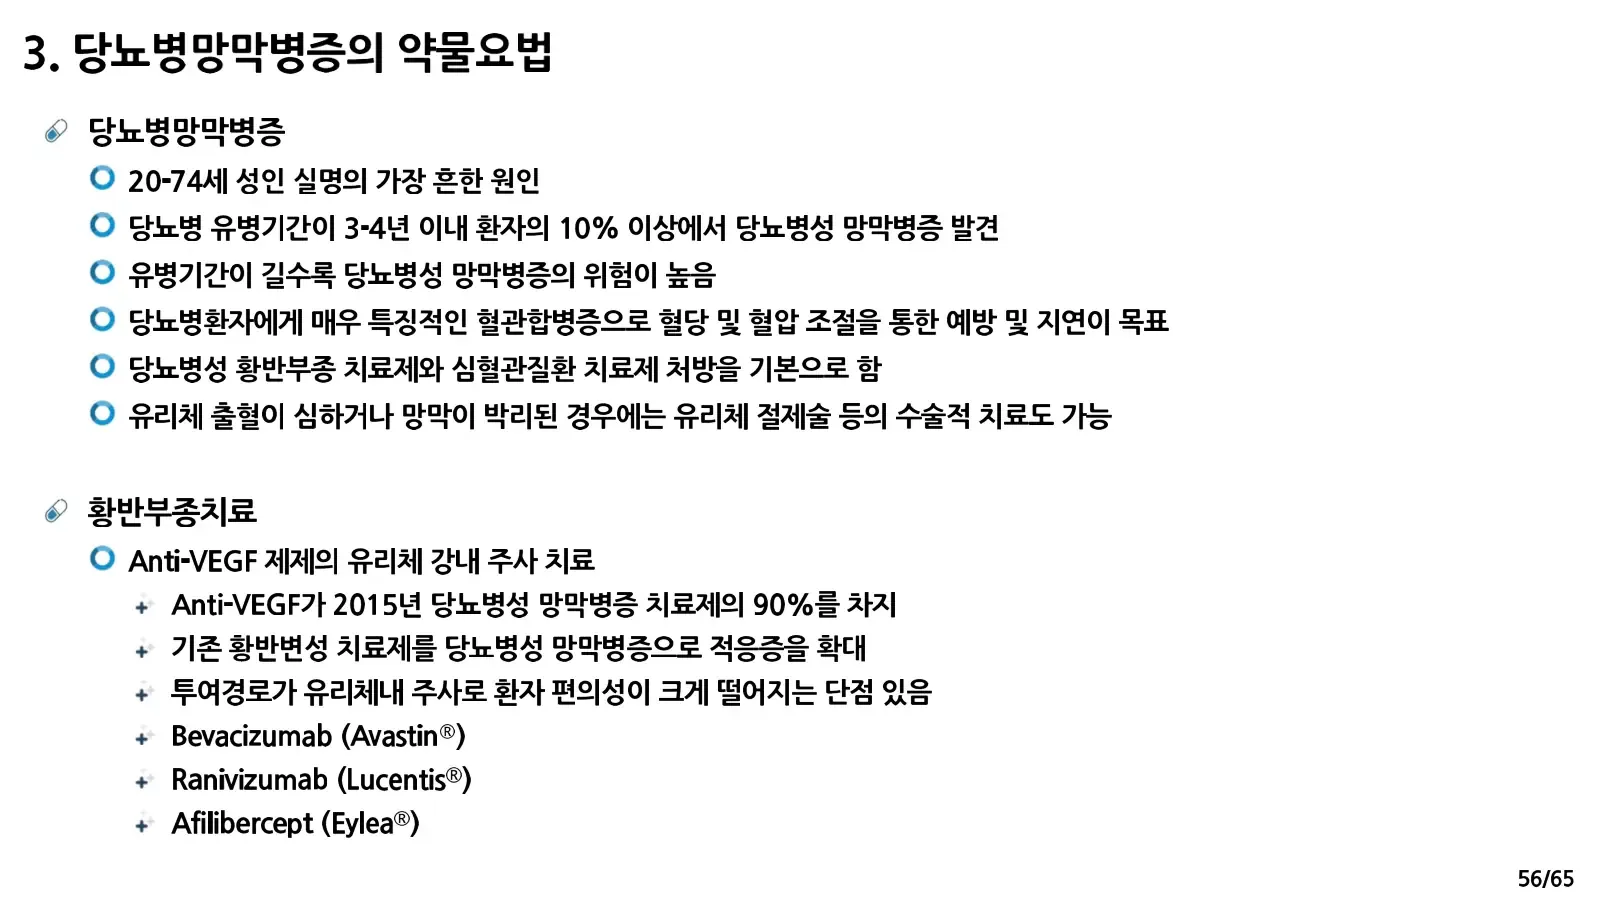 3. 당뇨병망막병증의 약물요법
당뇨병망막병증
20-74세 성인 실명의 가장 흔한 원인
당뇨병 유병기간이 3-4년 이내 환자의 10% 이상에서 당뇨병성 망막병증 발견
유병기간이 길수록 당뇨병성 망막병증의 위험이 높음
당뇨병환자에게 매우 특징적인 혈관합병증으로 혈당 및 혈압 조절을 통한 예방 및 지연이 목표
당뇨병성 황반부종 치료제와 심혈관질환 치료제 처방을 기본으로 함
유리체 출혈이 심하거나 망막이 박리된 경우에는 유리체 절제술 등의 수술적 치료도 가능
황반부종치료
Anti-VEGF 제제의 유리체 강내 주사 치료
Anti-VEGF가 2015년 당뇨병성 망막병증 치료제의 90%를 차지
기존 황반변성 치료제를 당뇨병성 망막병증으로 적응증을 확대
투여경로가 유리체내 주사로 환자 편의성이 크게 떨어지는 단점 있음
Bevacizumab (Avastin®)
Ranivizumab (Lucentis®)
Afilibercept (Eylea®)
56/65